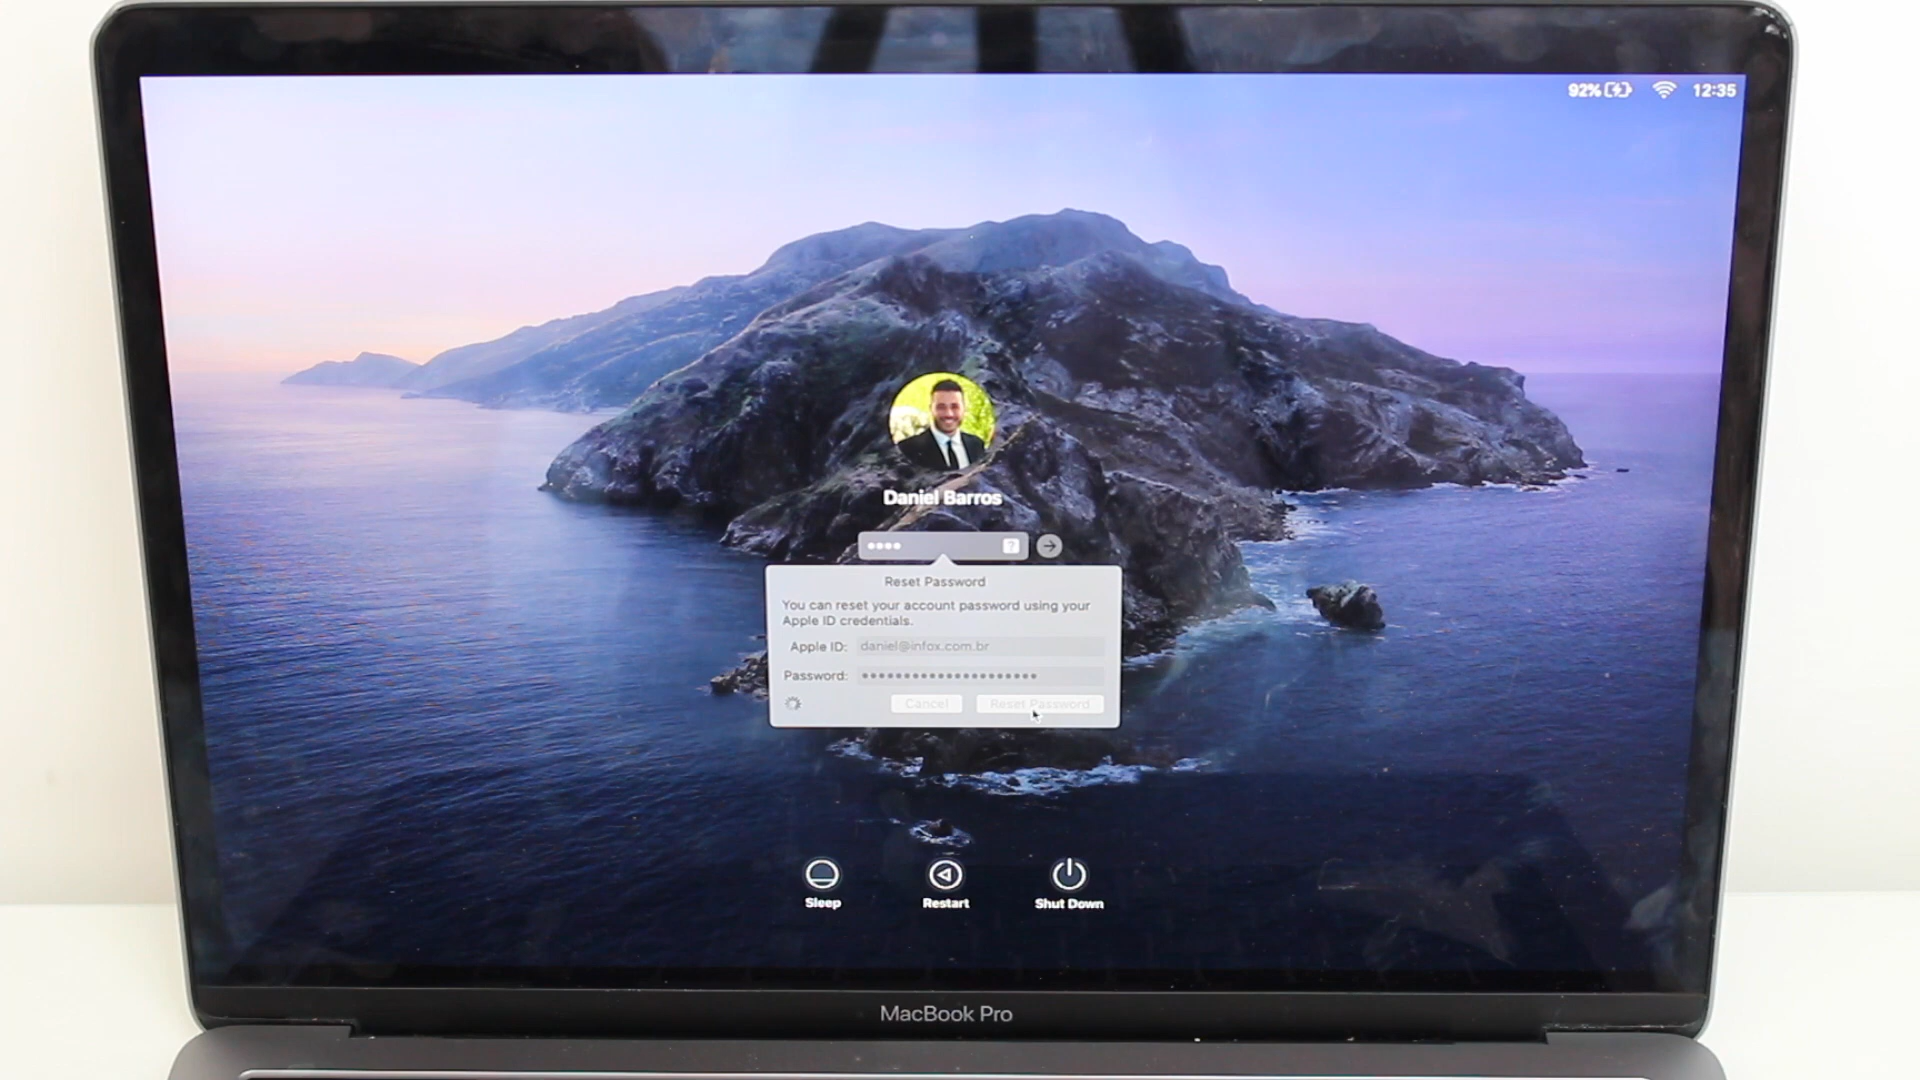 92% 12:35
Daniel Barros
?
Reset Password
You can reset your account password using your
Apple ID credentials.
Apple ID: daniel@infox.com.br
Password: •••••••••••••••••••••
Cancel Reset Password
Sleep Restart Shut Down
MacBook Pro